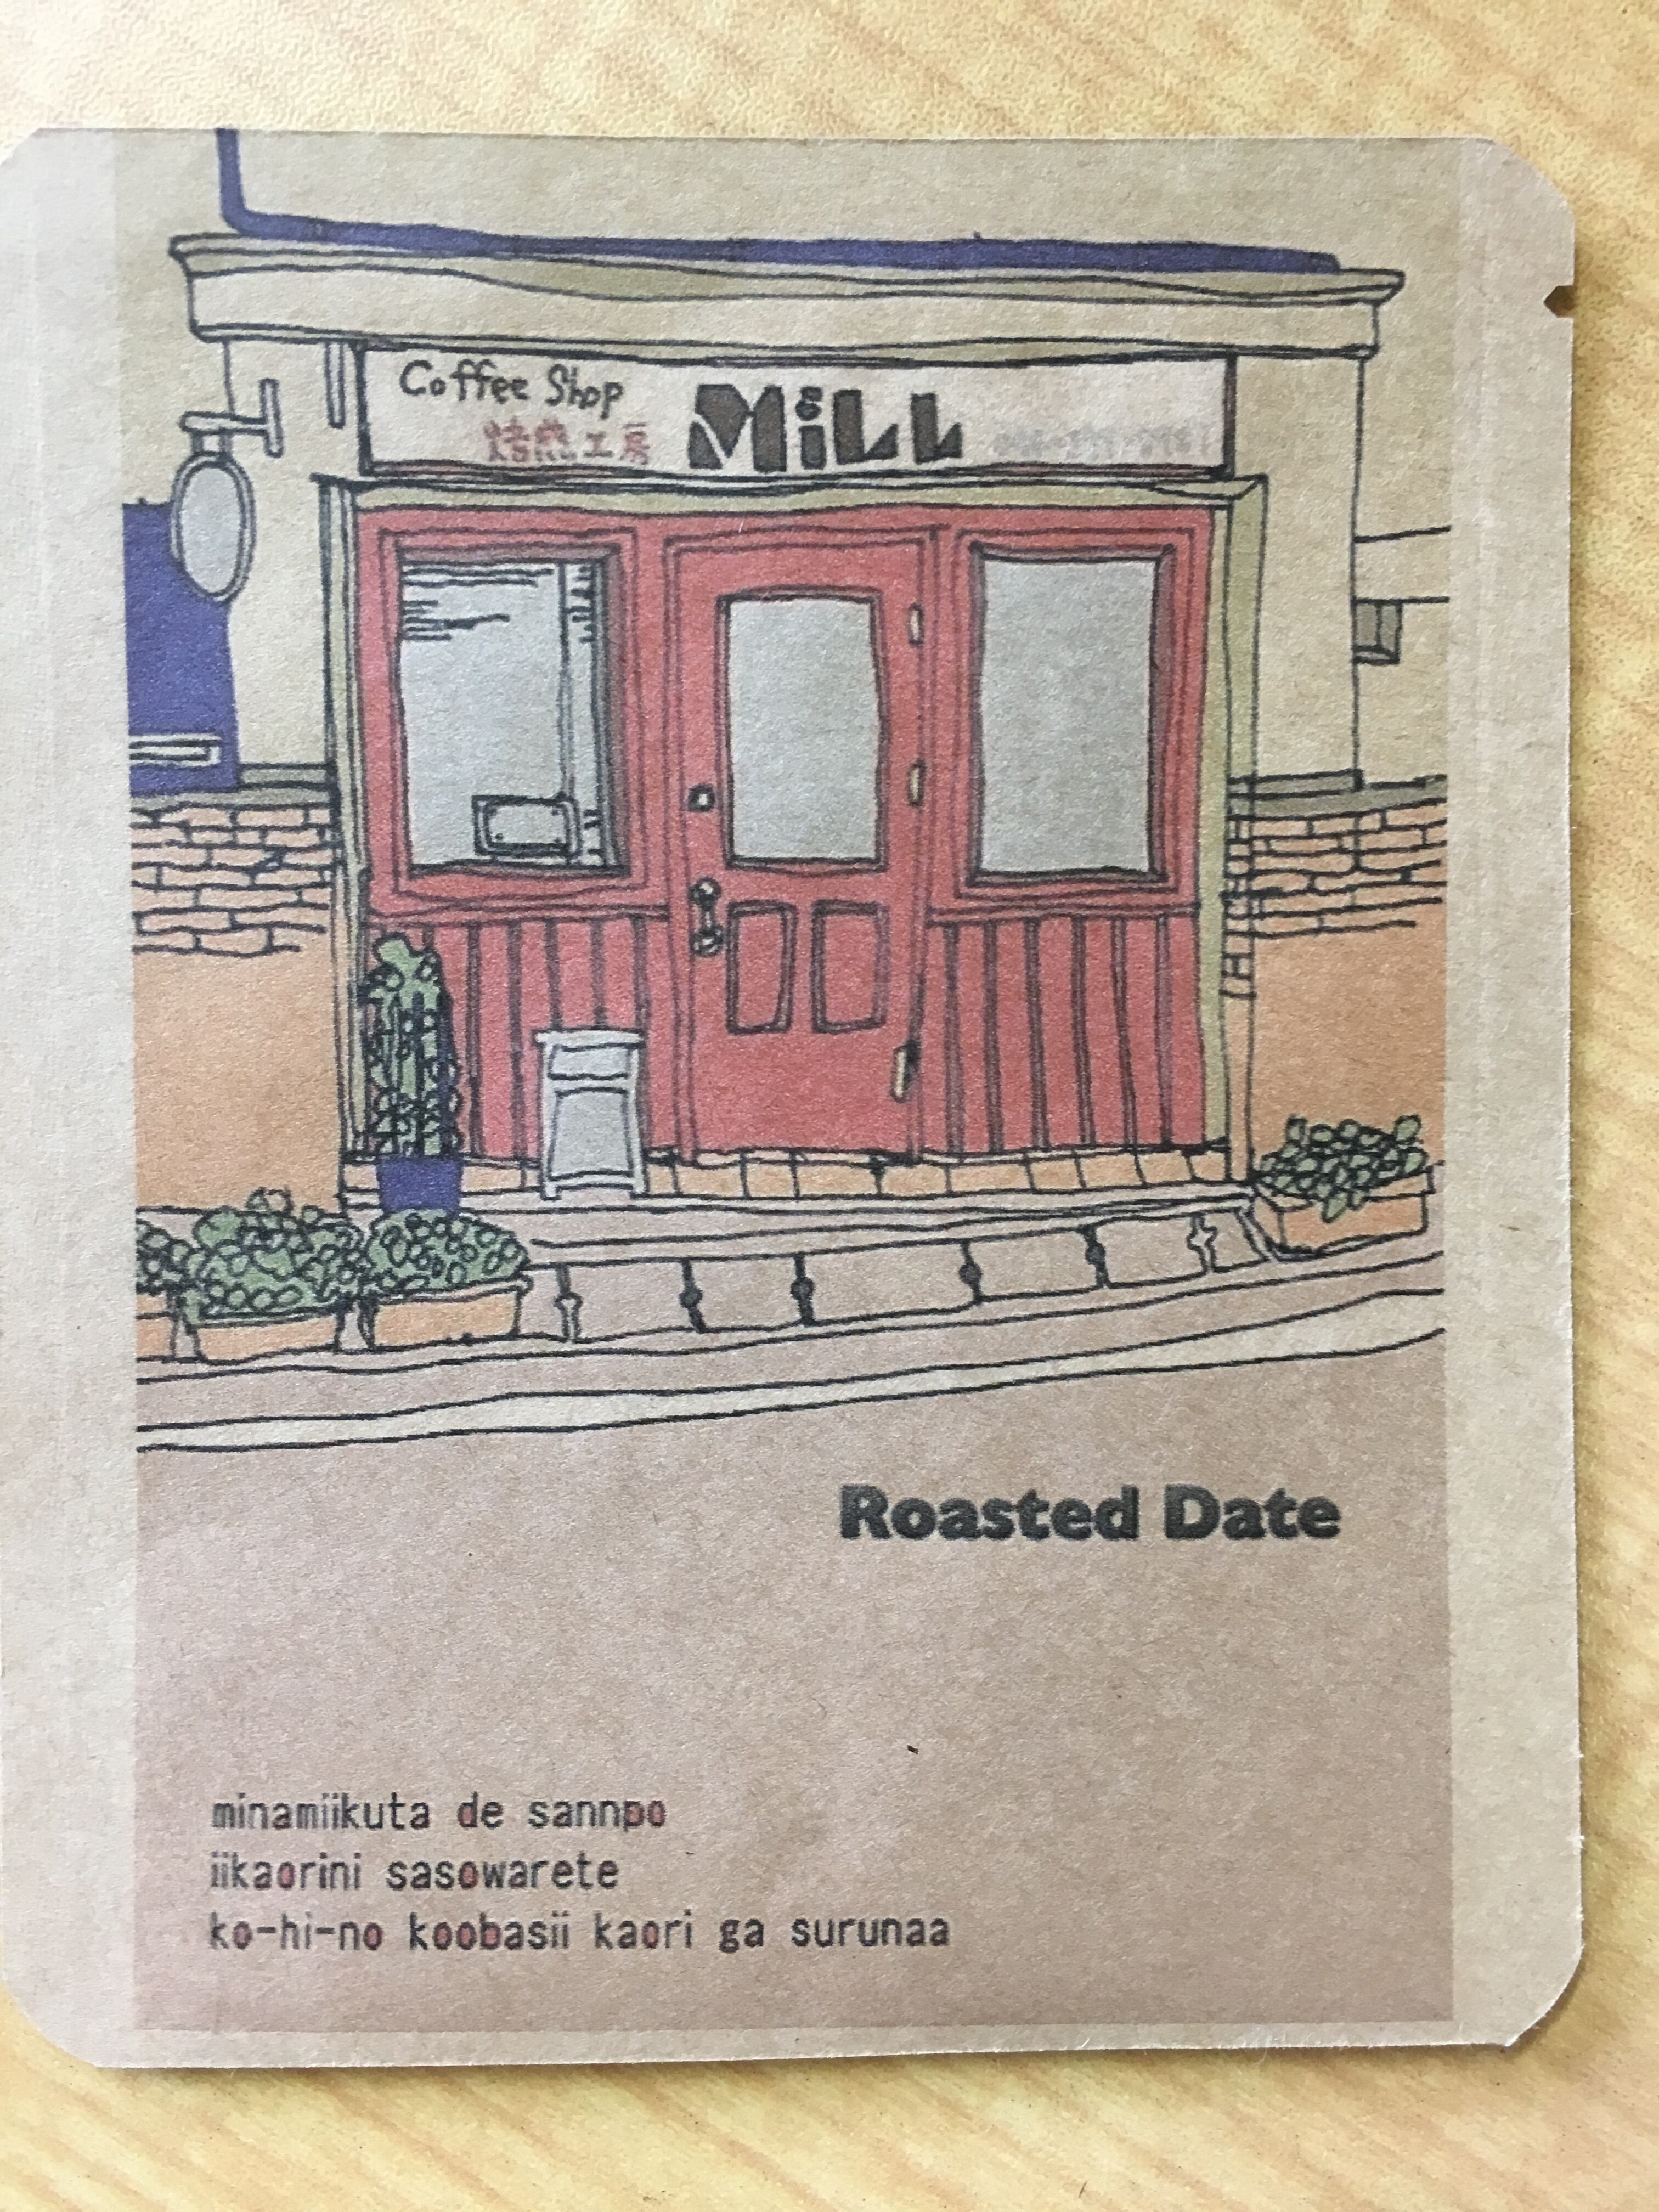 Coffee Shop
焙煎工房 MiLL
Roasted Date
minamiikuta de sannpo
iikaorini sasowarete
ko-hi-no koobasii kaori ga surunaa